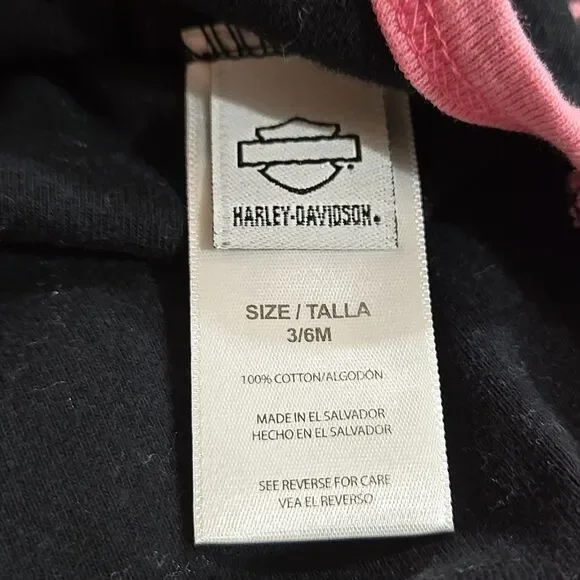 HARLEY-DAVIDSON®
SIZE / TALLA
3/6M
100% COTTON/ALGODÓN
MADE IN EL SALVADOR
HECHO EN EL SALVADOR
SEE REVERSE FOR CARE
VEA EL REVERSO